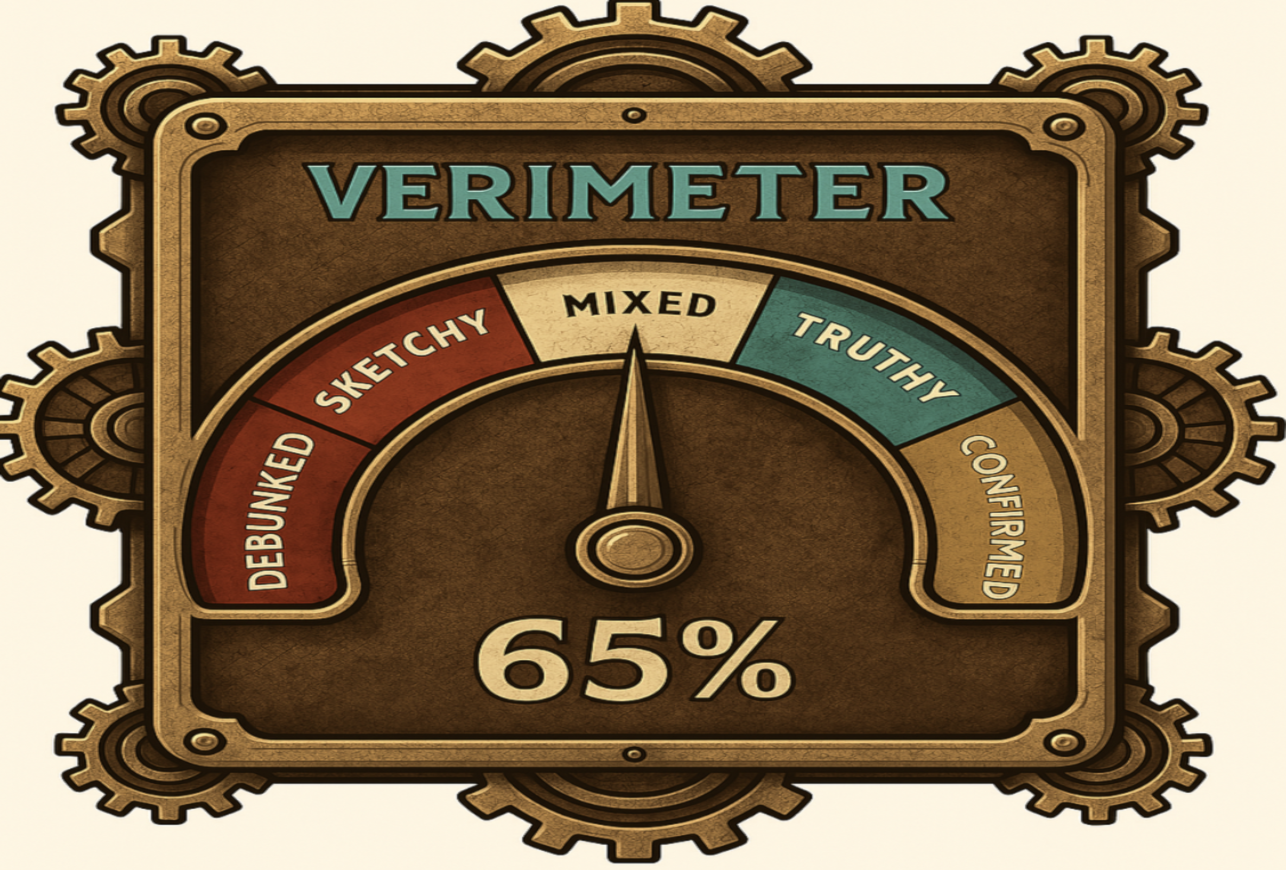 VERIMETER
DEBUNKED
SKETCHY
MIXED
TRUTHY
CONFIRMED
65%